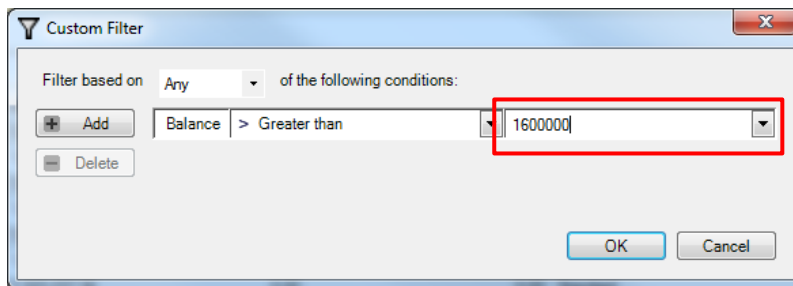 Custom Filter
Filter based on Any of the following conditions:
Add Balance > Greater than 1600000
Delete
OK Cancel